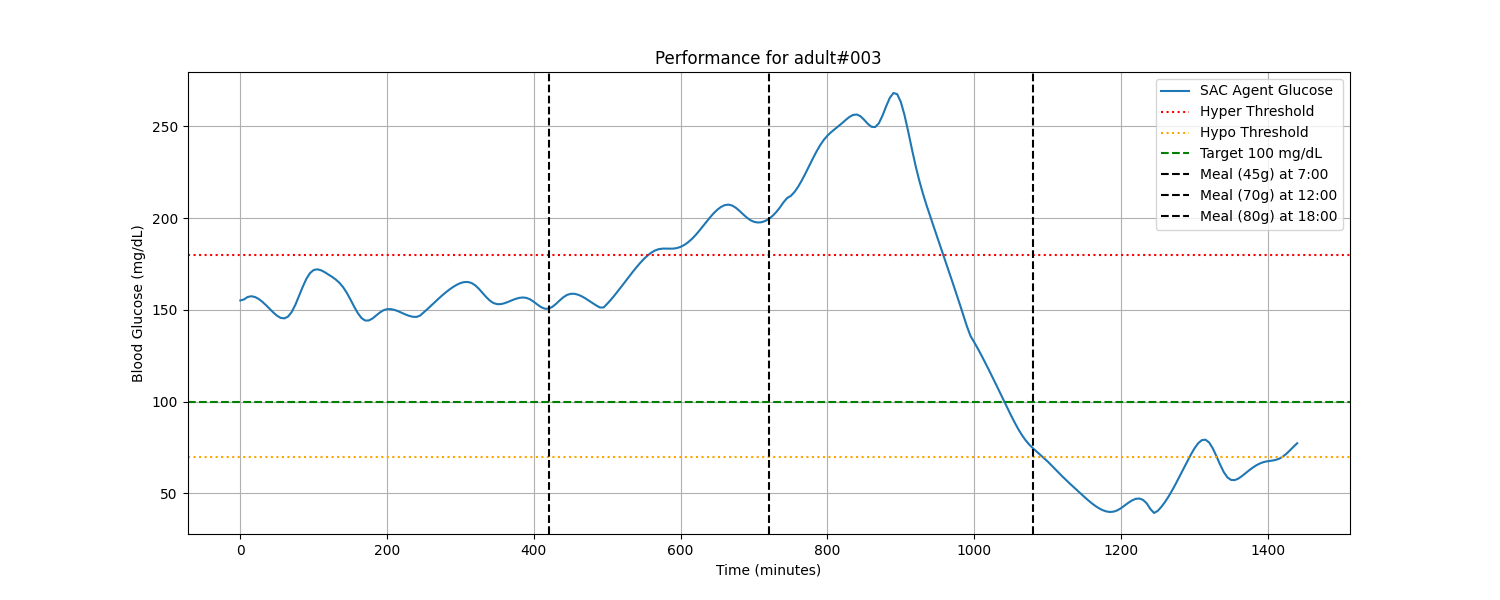 Performance for adult#003
Blood Glucose (mg/dL)
250
200
150
100
50
SAC Agent Glucose
Hyper Threshold
Hypo Threshold
Target 100 mg/dL
Meal (45g) at 7:00
Meal (70g) at 12:00
Meal (80g) at 18:00
0 200 400 600 800 1000 1200 1400
Time (minutes)